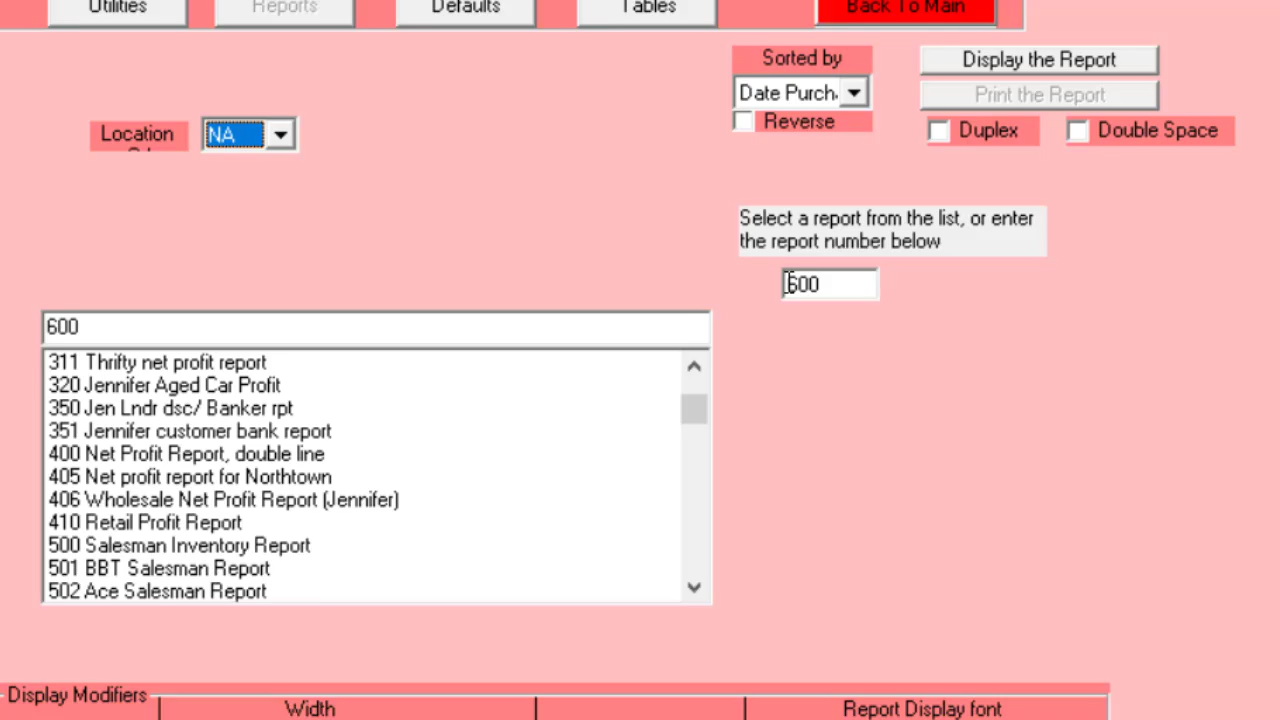 Utilities
Reports
Defaults
Tables
Back To Main
Sorted by
Display the Report
Date Purch
Print the Report
Reverse
Duplex
Double Space
Location
NA
Select a report from the list, or enter
the report number below
600
600
311 Thrifty net profit report
320 Jennifer Aged Car Profit
350 Jen Lndr dsc/ Banker rpt
351 Jennifer customer bank report
400 Net Profit Report, double line
405 Net profit report for Northtown
406 Wholesale Net Profit Report (Jennifer)
410 Retail Profit Report
500 Salesman Inventory Report
501 BBT Salesman Report
502 Ace Salesman Report
Display Modifiers
Width
Report Display font